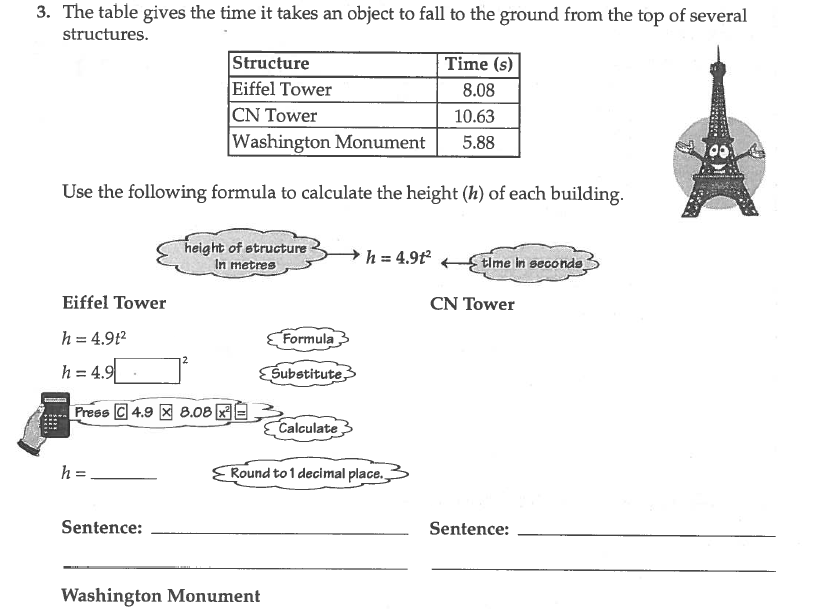 3. The table gives the time it takes an object to fall to the ground from the top of several
structures.
Structure Time (s)
Eiffel Tower 8.08
CN Tower 10.63
Washington Monument 5.88
Use the following formula to calculate the height (h) of each building.
height of structure
in metres
h = 4.9t²
time in seconds
Eiffel Tower CN Tower
h = 4.9t² Formula
h = 4.9 ² Substitute
Press C 4.9 × 8.08 x² =
Calculate
h = Round to 1 decimal place.
Sentence: Sentence:
Washington Monument